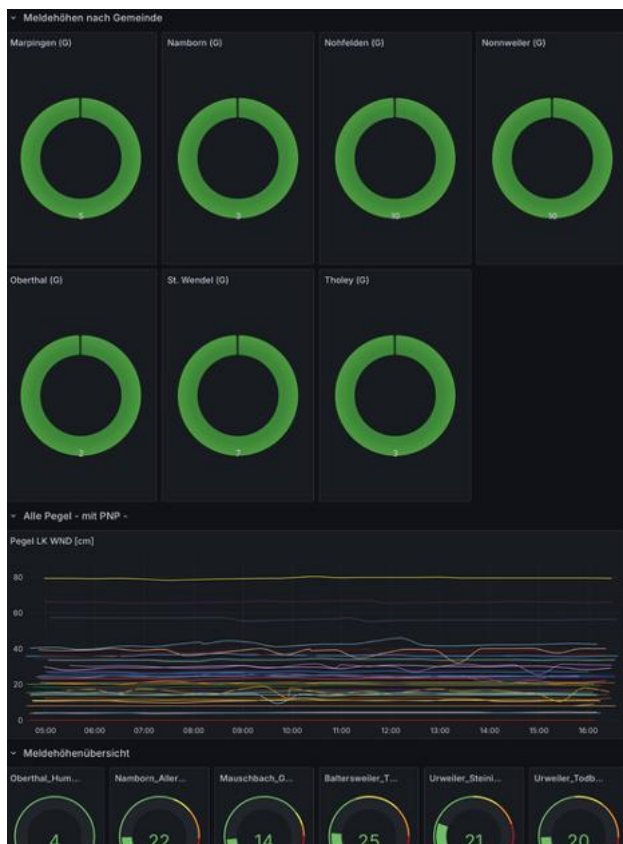 Meldehöhen nach Gemeinde
Marpingen (G) Namborn (G) Nohfelden (G) Nonnweiler (G)
5 3 10 10
Oberthal (G) St. Wendel (G) Tholey (G)
2 7 3
Alle Pegel - mit PNP -
Pegel LK WND [cm]
80
60
40
20
0
05:00 06:00 07:00 08:00 09:00 10:00 11:00 12:00 13:00 14:00 15:00 16:00
Meldehöhenübersicht
Oberthal_Hum... Namborn_Aller... Mauschbach_G... Baltersweiler_T... Urweiler_Steini... Urweiler_Todb...
4 22 14 25 21 20